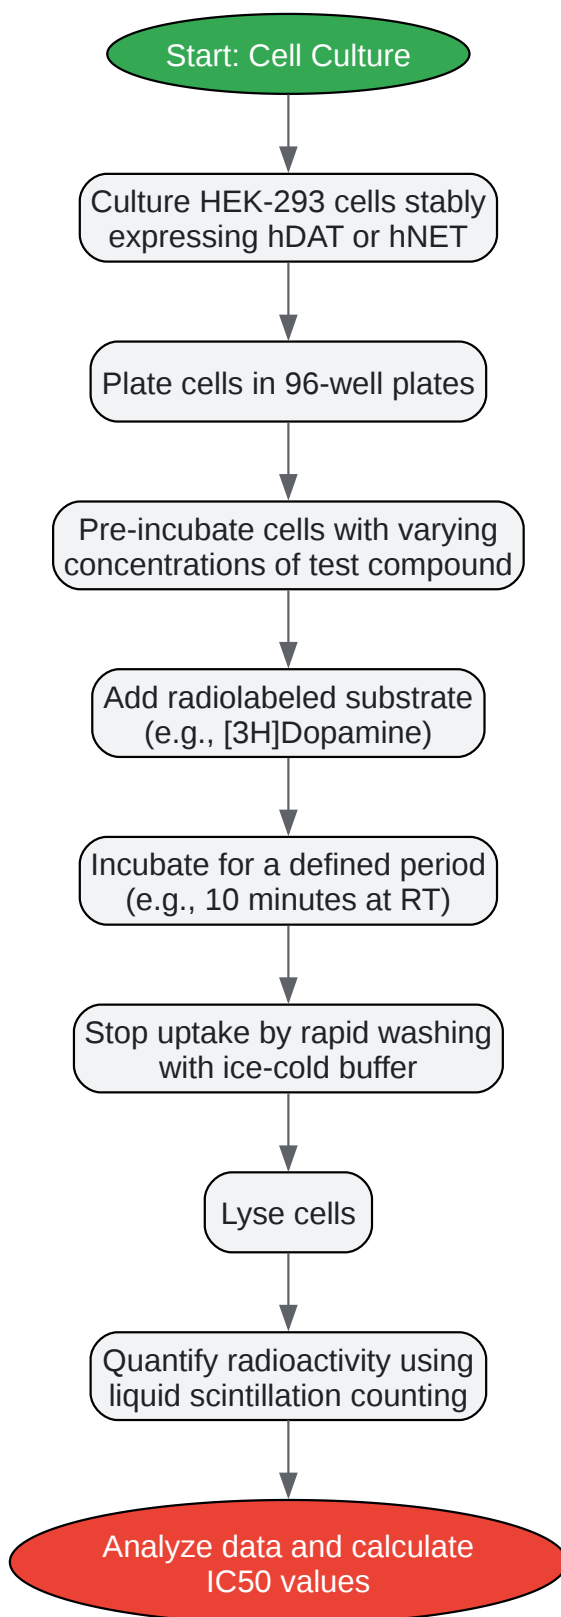 Start: Cell Culture
Culture HEK-293 cells stably
expressing hDAT or hNET
Plate cells in 96-well plates
Pre-incubate cells with varying
concentrations of test compound
Add radiolabeled substrate
(e.g., [3H]Dopamine)
Incubate for a defined period
(e.g., 10 minutes at RT)
Stop uptake by rapid washing
with ice-cold buffer
Lyse cells
Quantify radioactivity using
liquid scintillation counting
Analyze data and calculate
IC50 values